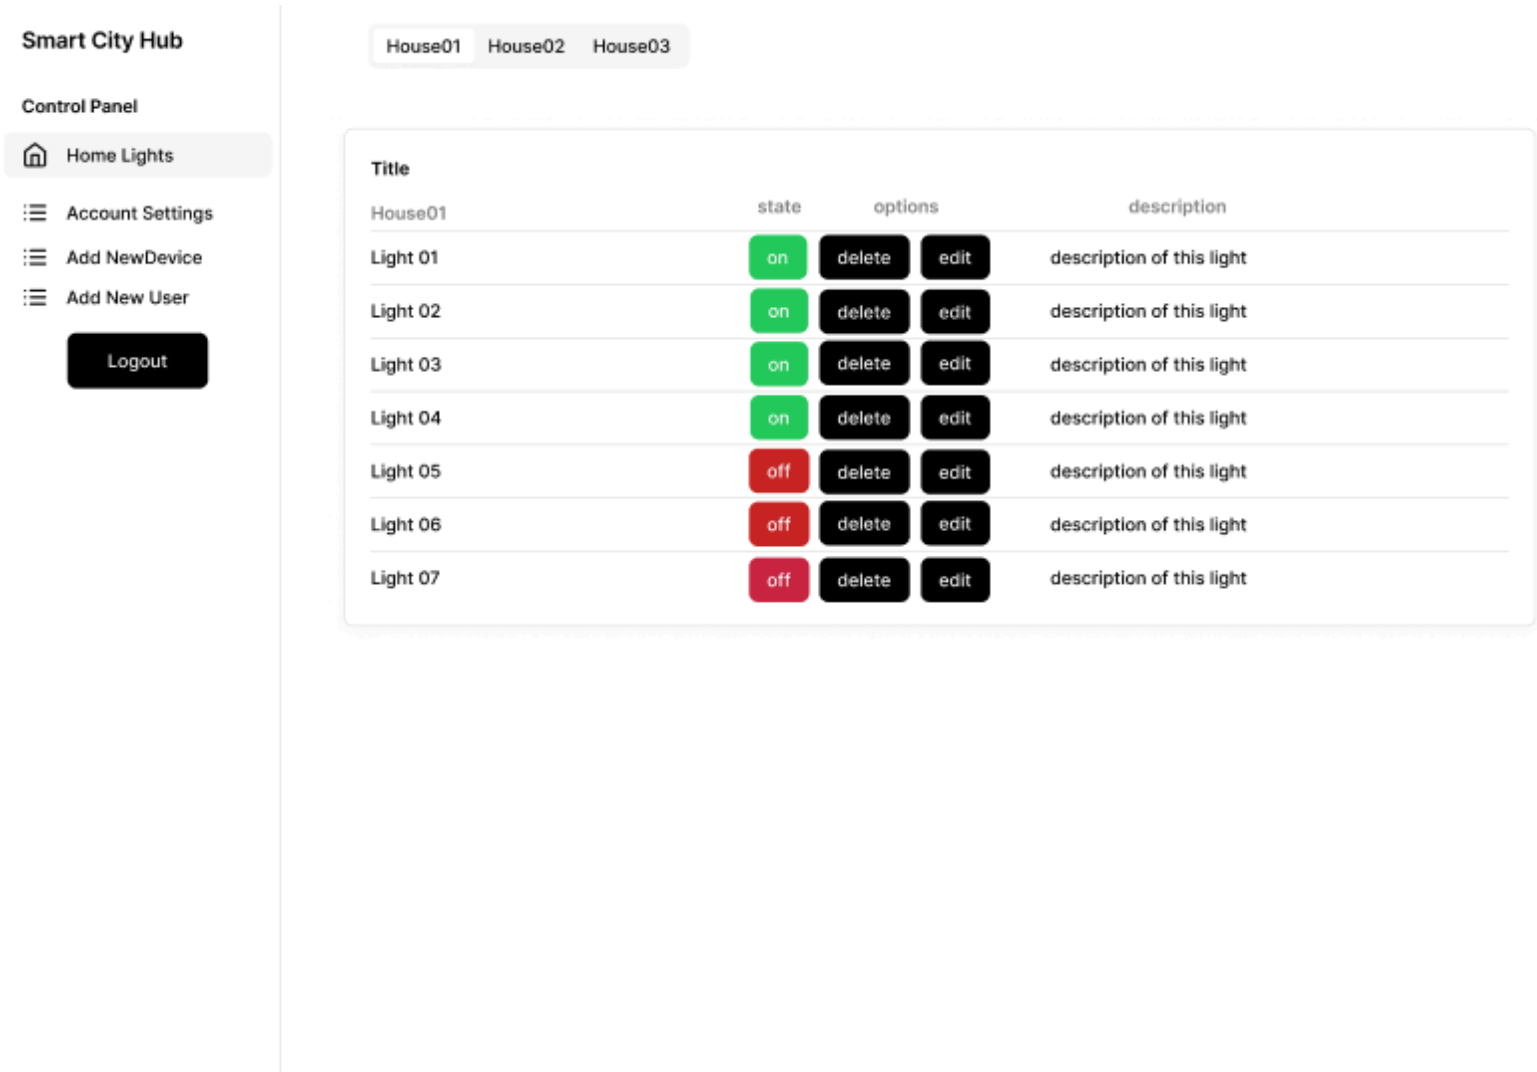 Smart City Hub
Control Panel
Home Lights
Account Settings
Add NewDevice
Add New User
Logout
House01 House02 House03
Title
House01 state options description
Light 01 on delete edit description of this light
Light 02 on delete edit description of this light
Light 03 on delete edit description of this light
Light 04 on delete edit description of this light
Light 05 off delete edit description of this light
Light 06 off delete edit description of this light
Light 07 off delete edit description of this light